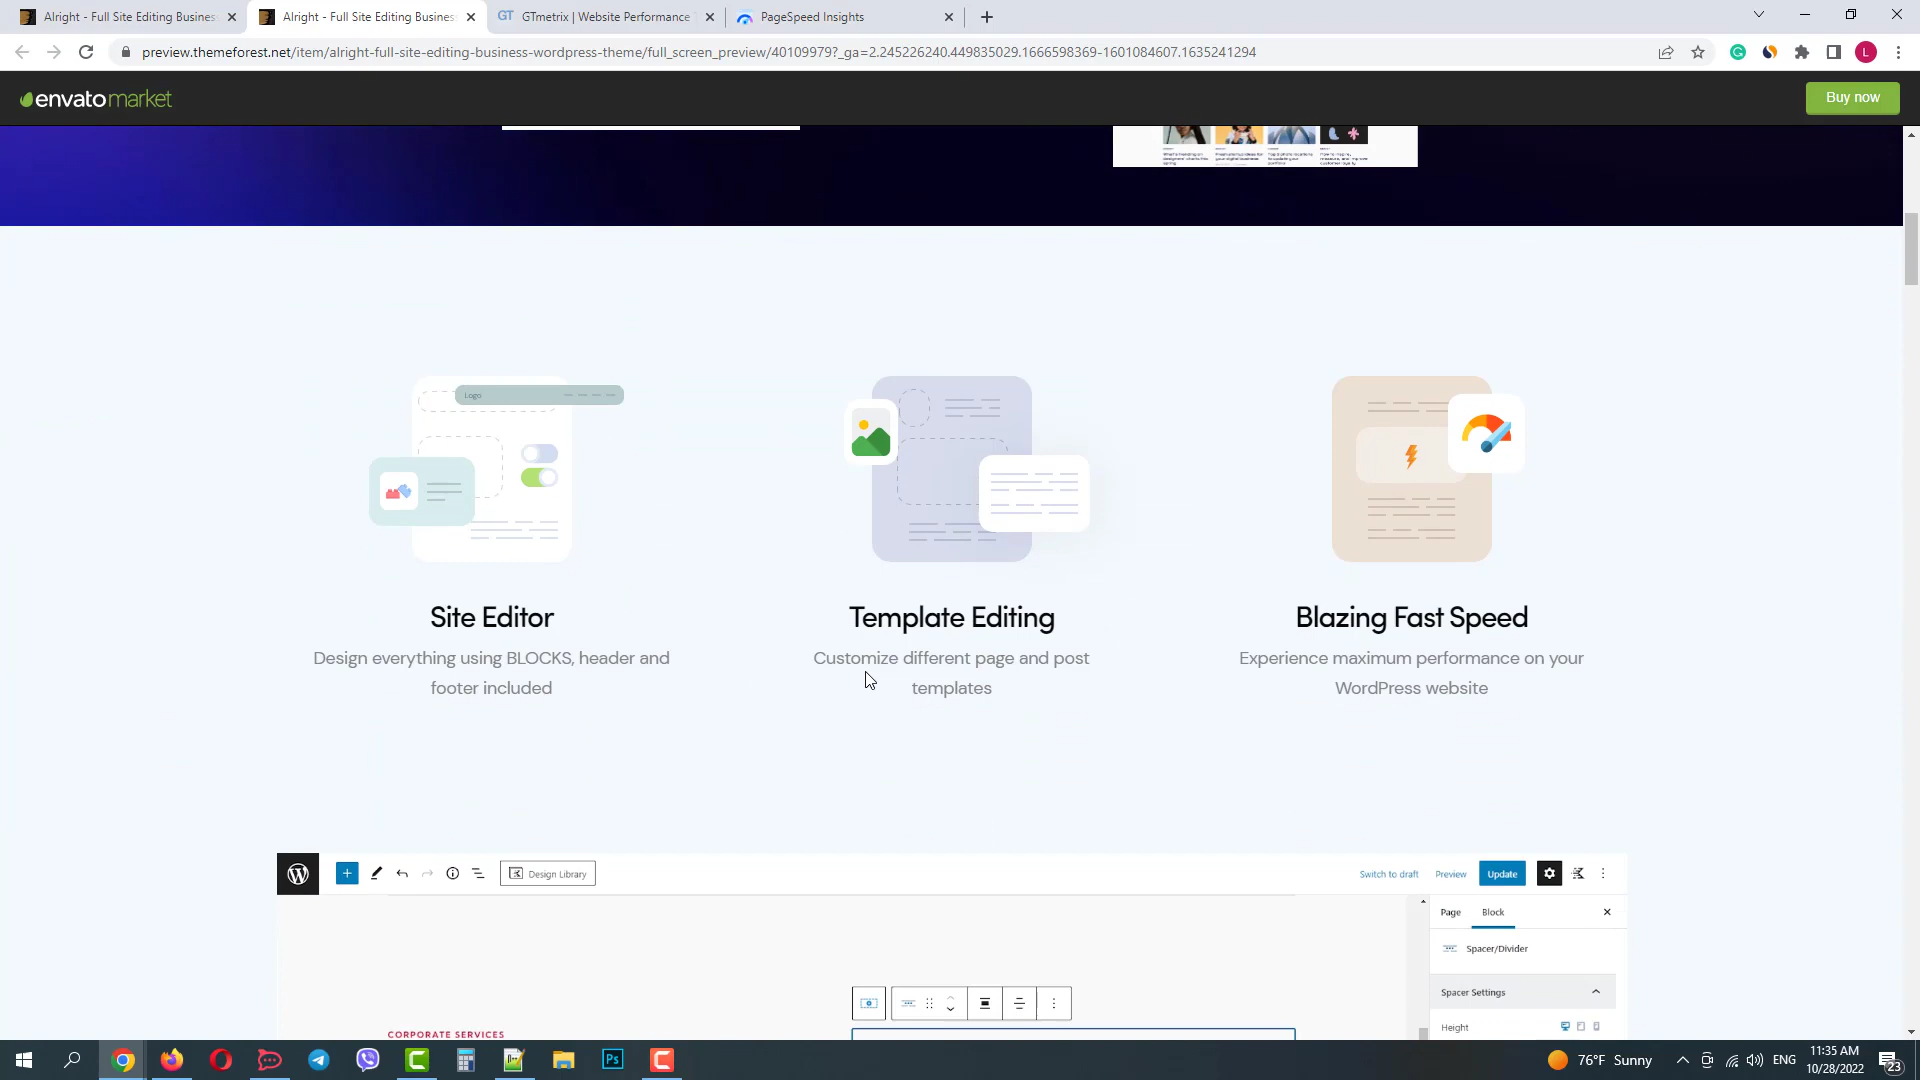 Alright - Full Site Editing Business
Alright - Full Site Editing Business
GTmetrix | Website Performance
PageSpeed Insights
preview.themeforest.net/item/alright-full-site-editing-business-wordpress-theme/full_screen_preview/40109979?_ga=2.245226240.449835029.1666598369-1601084607.1635241294
L
envatomarket
Buy now
Logo
Site Editor
Design everything using BLOCKS, header and
footer included
Template Editing
Customize different page and post
templates
Blazing Fast Speed
Experience maximum performance on your
WordPress website
Design Library
Switch to draft
Preview
Update
Page
Block
Spacer/Divider
Spacer Settings
Height
CORPORATE SERVICES
Ps
76°F Sunny
ENG
11:35 AM
10/28/2022
23